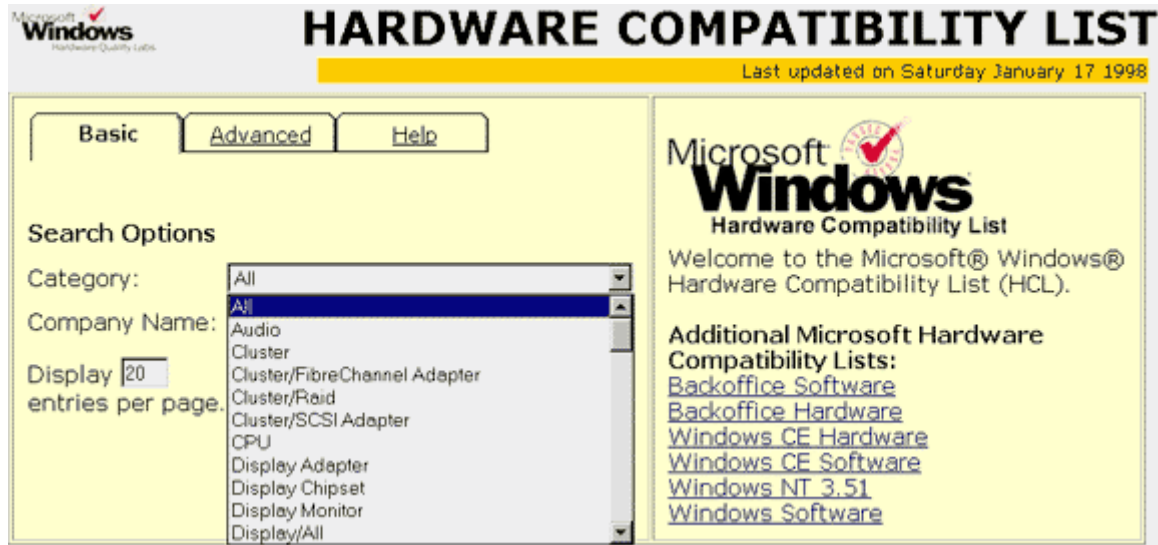 Microsoft
Windows
Hardware Quality Labs
HARDWARE COMPATIBILITY LIST
Last updated on Saturday January 17 1998
Basic
Advanced
Help
Search Options
Category:
All
All
Audio
Cluster
Cluster/FibreChannel Adapter
Cluster/Raid
Cluster/SCSI Adapter
CPU
Display Adapter
Display Chipset
Display Monitor
Display/All
Company Name:
Display 20
entries per page.
Microsoft
Windows
Hardware Compatibility List
Welcome to the Microsoft® Windows®
Hardware Compatibility List (HCL).
Additional Microsoft Hardware
Compatibility Lists:
Backoffice Software
Backoffice Hardware
Windows CE Hardware
Windows CE Software
Windows NT 3.51
Windows Software